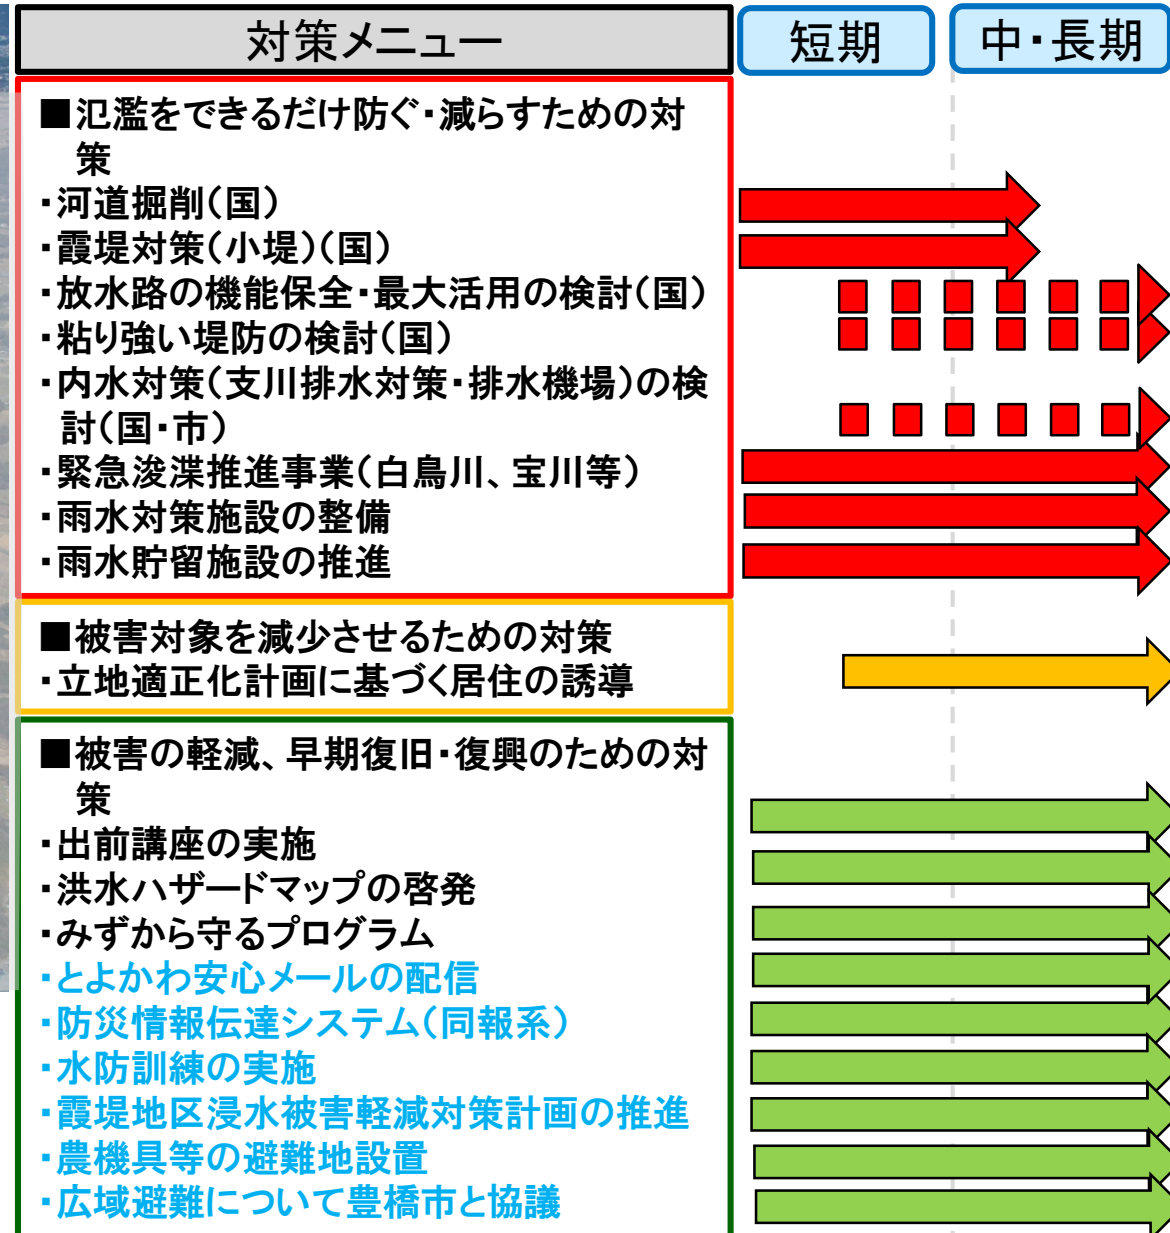 対策メニュー
短期
中・長期
■氾濫をできるだけ防ぐ・減らすための対
策
・河道掘削(国)
・霞堤対策(小堤)(国)
・放水路の機能保全・最大活用の検討(国)
・粘り強い堤防の検討(国)
・内水対策(支川排水対策・排水機場)の検
討(国・市)
・緊急浚渫推進事業(白鳥川、宝川等)
・雨水対策施設の整備
・雨水貯留施設の推進
■被害対象を減少させるための対策
・立地適正化計画に基づく居住の誘導
■被害の軽減、早期復旧・復興のための対
策
・出前講座の実施
・洪水ハザードマップの啓発
・みずから守るプログラム
・とよかわ安心メールの配信
・防災情報伝達システム(同報系)
・水防訓練の実施
・霞堤地区浸水被害軽減対策計画の推進
・農機具等の避難地設置
・広域避難について豊橋市と協議